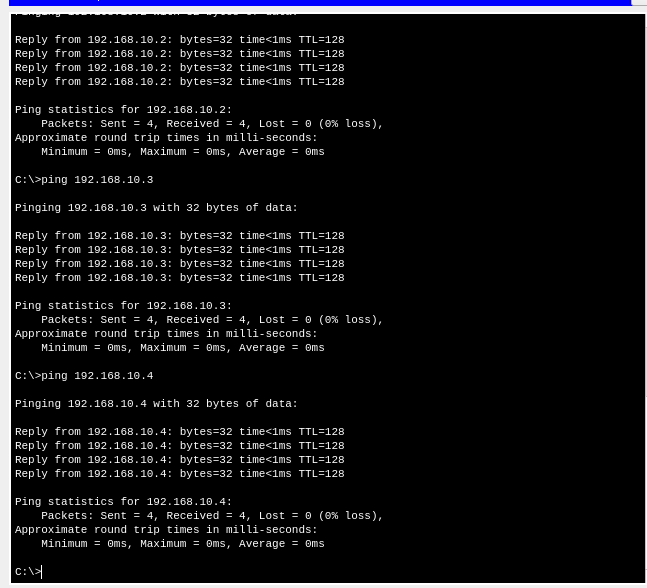 Reply from 192.168.10.2: bytes=32 time<1ms TTL=128
Reply from 192.168.10.2: bytes=32 time<1ms TTL=128
Reply from 192.168.10.2: bytes=32 time<1ms TTL=128
Reply from 192.168.10.2: bytes=32 time<1ms TTL=128
Ping statistics for 192.168.10.2:
Packets: Sent = 4, Received = 4, Lost = 0 (0% loss),
Approximate round trip times in milli-seconds:
Minimum = 0ms, Maximum = 0ms, Average = 0ms
C:\>ping 192.168.10.3
Pinging 192.168.10.3 with 32 bytes of data:
Reply from 192.168.10.3: bytes=32 time<1ms TTL=128
Reply from 192.168.10.3: bytes=32 time<1ms TTL=128
Reply from 192.168.10.3: bytes=32 time<1ms TTL=128
Reply from 192.168.10.3: bytes=32 time<1ms TTL=128
Ping statistics for 192.168.10.3:
Packets: Sent = 4, Received = 4, Lost = 0 (0% loss),
Approximate round trip times in milli-seconds:
Minimum = 0ms, Maximum = 0ms, Average = 0ms
C:\>ping 192.168.10.4
Pinging 192.168.10.4 with 32 bytes of data:
Reply from 192.168.10.4: bytes=32 time<1ms TTL=128
Reply from 192.168.10.4: bytes=32 time<1ms TTL=128
Reply from 192.168.10.4: bytes=32 time<1ms TTL=128
Reply from 192.168.10.4: bytes=32 time<1ms TTL=128
Ping statistics for 192.168.10.4:
Packets: Sent = 4, Received = 4, Lost = 0 (0% loss),
Approximate round trip times in milli-seconds:
Minimum = 0ms, Maximum = 0ms, Average = 0ms
C:\>